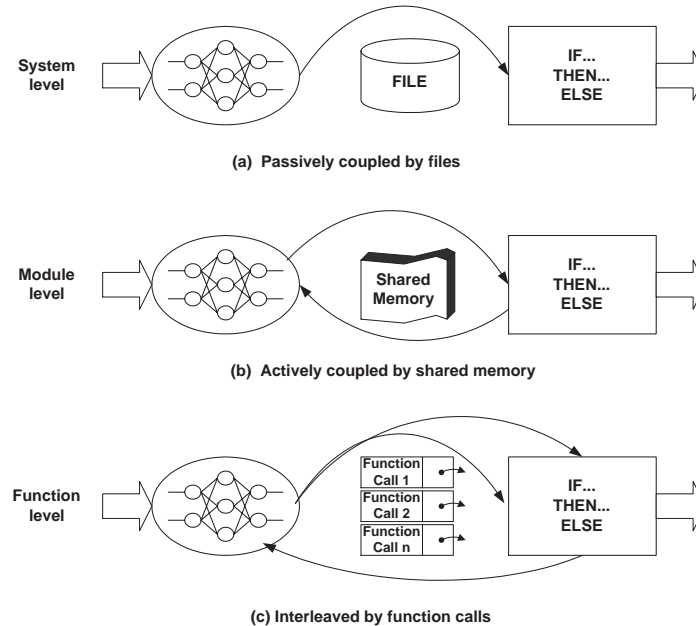 System
level
FILE
IF...
THEN...
ELSE
(a) Passively coupled by files
Module
level
Shared
Memory
IF...
THEN...
ELSE
(b) Actively coupled by shared memory
Function
level
Function
Call 1
Function
Call 2
Function
Call n
IF...
THEN...
ELSE
(c) Interleaved by function calls